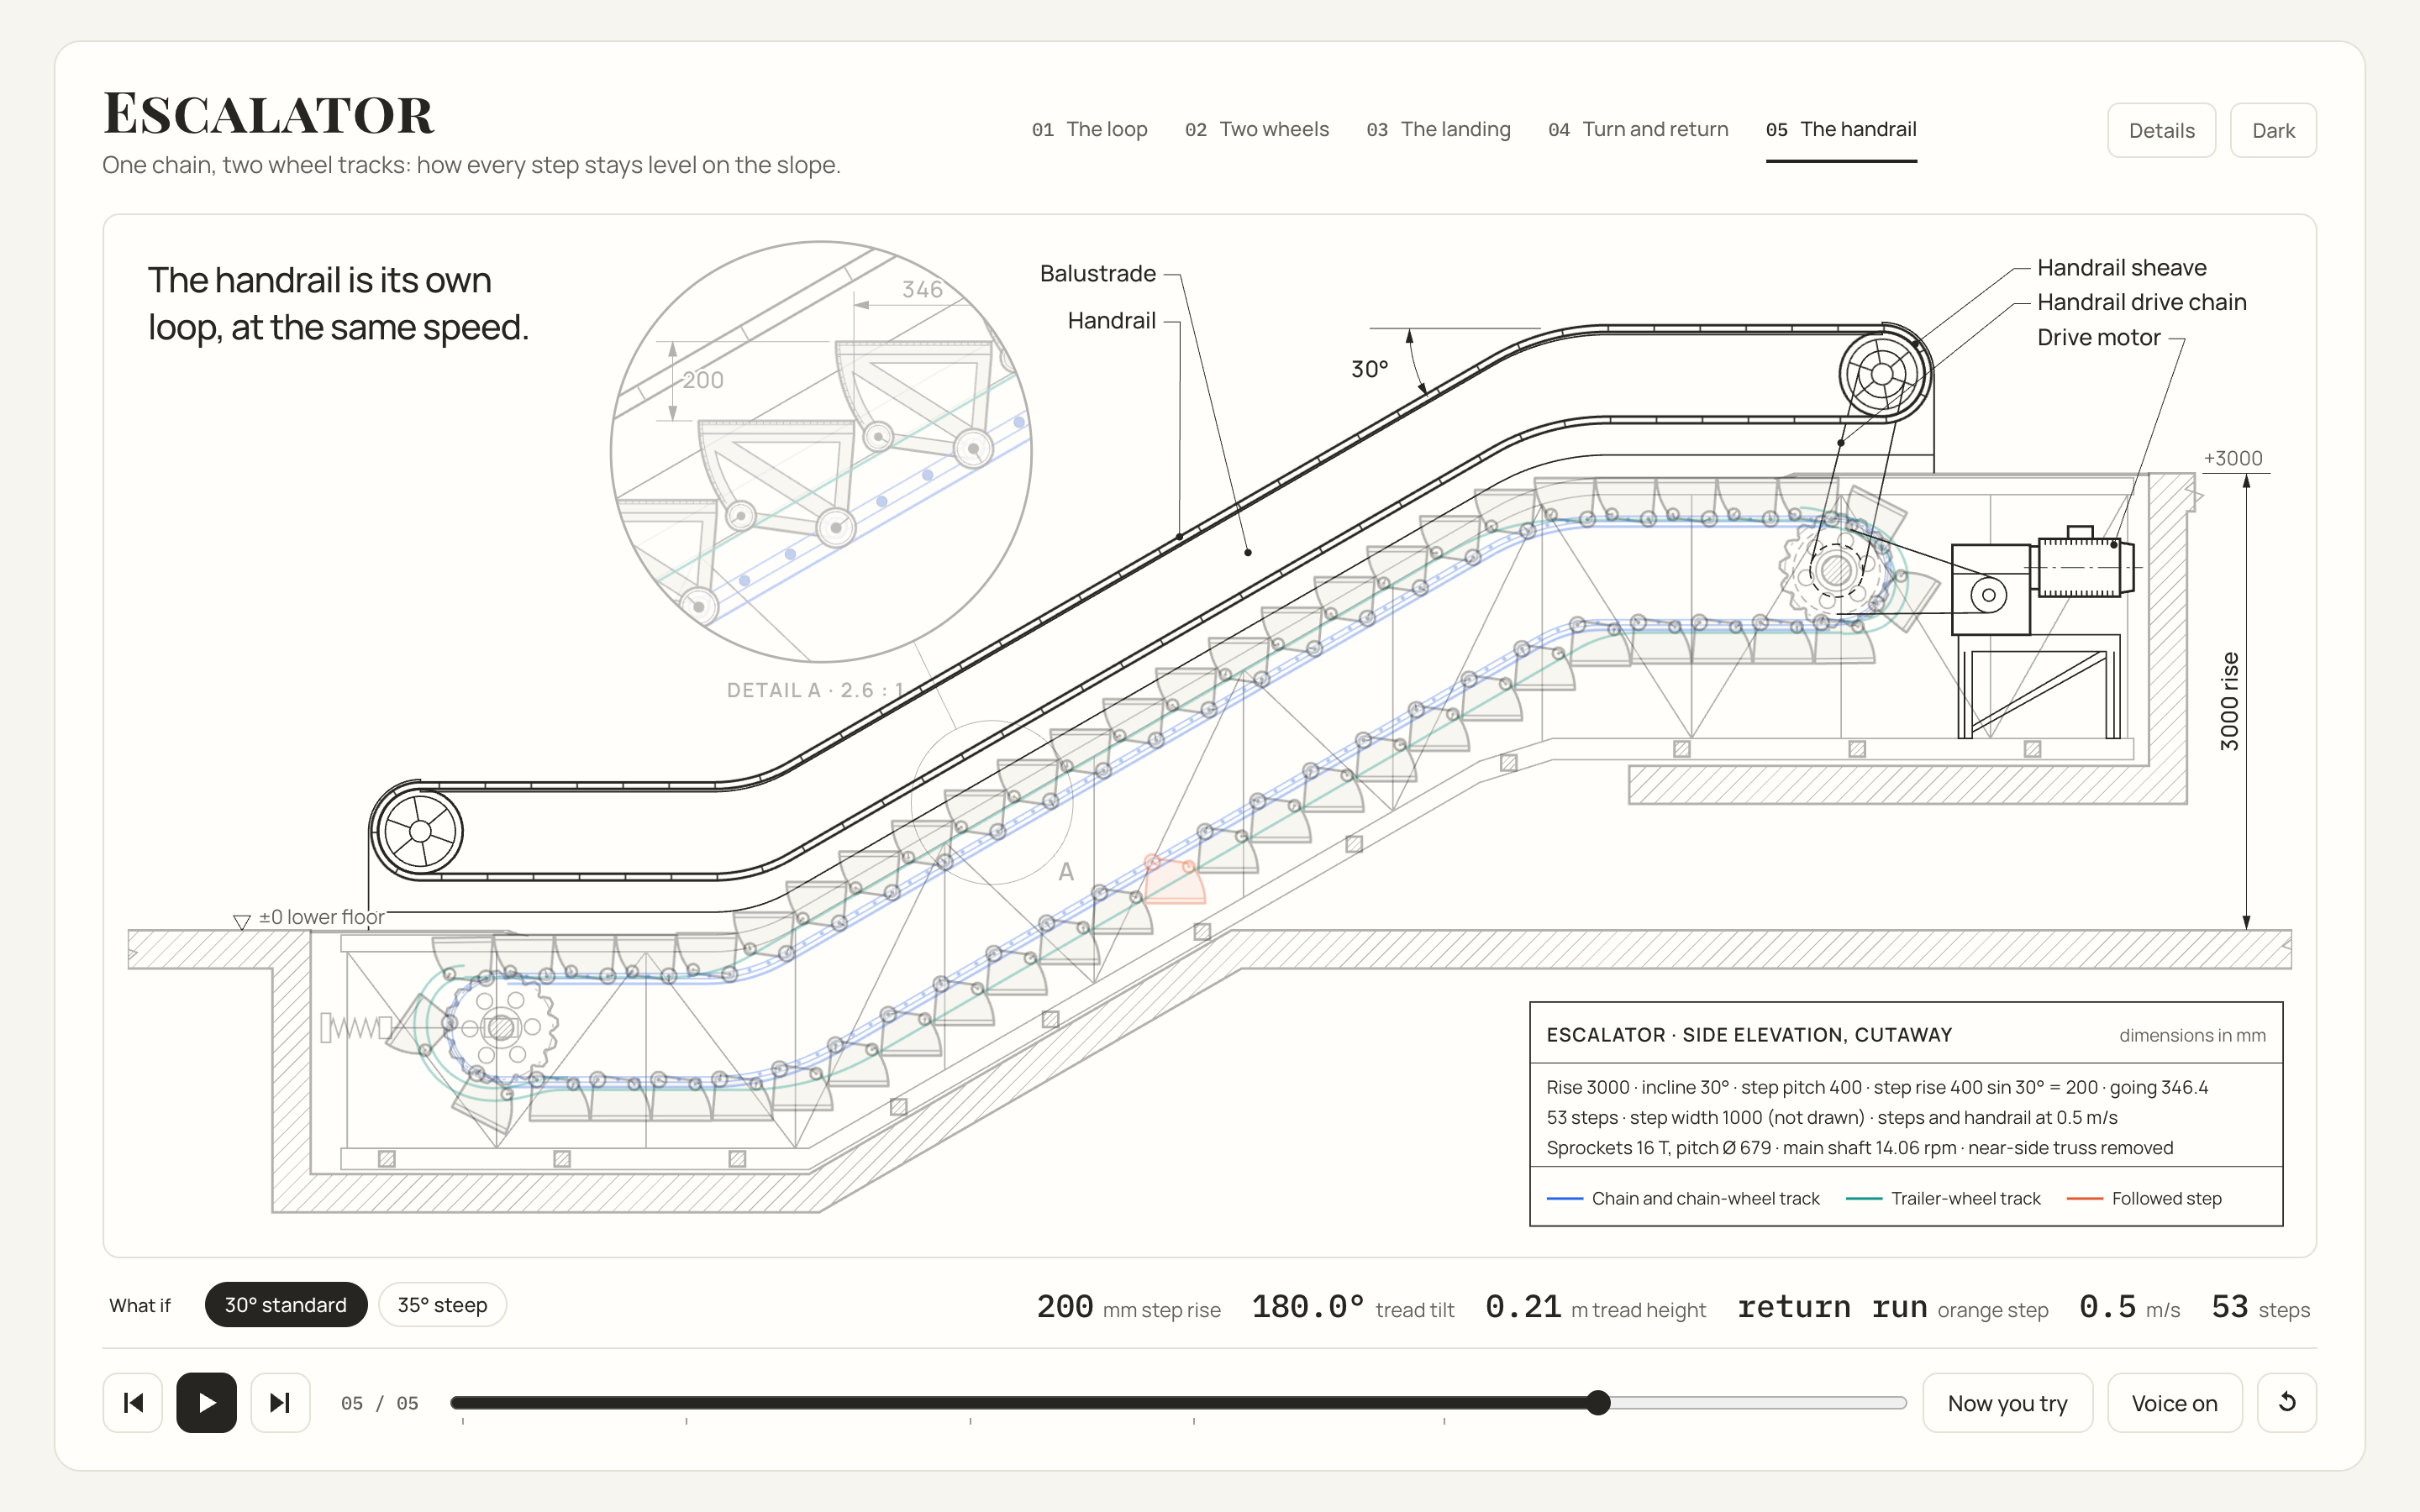 ESCALATOR
One chain, two wheel tracks: how every step stays level on the slope.
01 The loop
02 Two wheels
03 The landing
04 Turn and return
05 The handrail
Details
Dark
The handrail is its own
loop, at the same speed.
346
200
DETAIL A · 2.6 : 1
Balustrade
Handrail
30°
Handrail sheave
Handrail drive chain
Drive motor
+3000
3000 rise
A
±0 lower floor
ESCALATOR · SIDE ELEVATION, CUTAWAY
dimensions in mm
Rise 3000 · incline 30° · step pitch 400 · step rise 400 sin 30° = 200 · going 346.4
53 steps · step width 1000 (not drawn) · steps and handrail at 0.5 m/s
Sprockets 16 T, pitch Ø 679 · main shaft 14.06 rpm · near-side truss removed
Chain and chain-wheel track
Trailer-wheel track
Followed step
What if
30° standard
35° steep
200 mm step rise
180.0° tread tilt
0.21 m tread height
return run orange step
0.5 m/s
53 steps
05 / 05
Now you try
Voice on